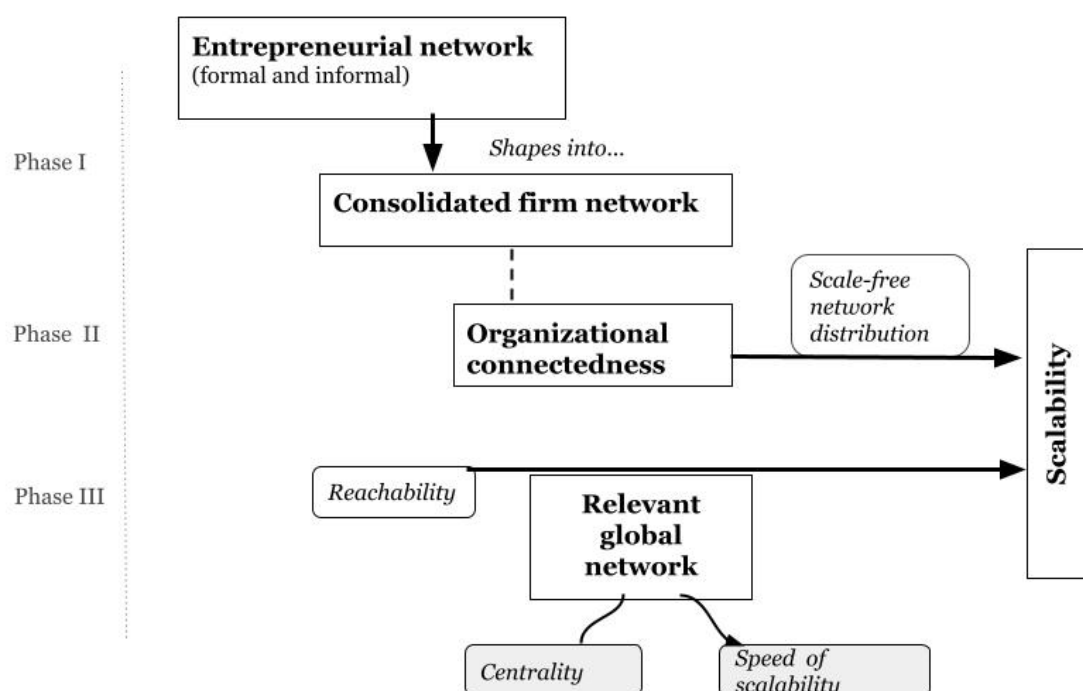 Entrepreneurial network
(formal and informal)
Phase I
Shapes into...
Consolidated firm network
Scale-free
network
distribution
Phase II
Organizational
connectedness
Scalability
Reachability
Phase III
Relevant
global
network
Centrality
Speed of
scalability